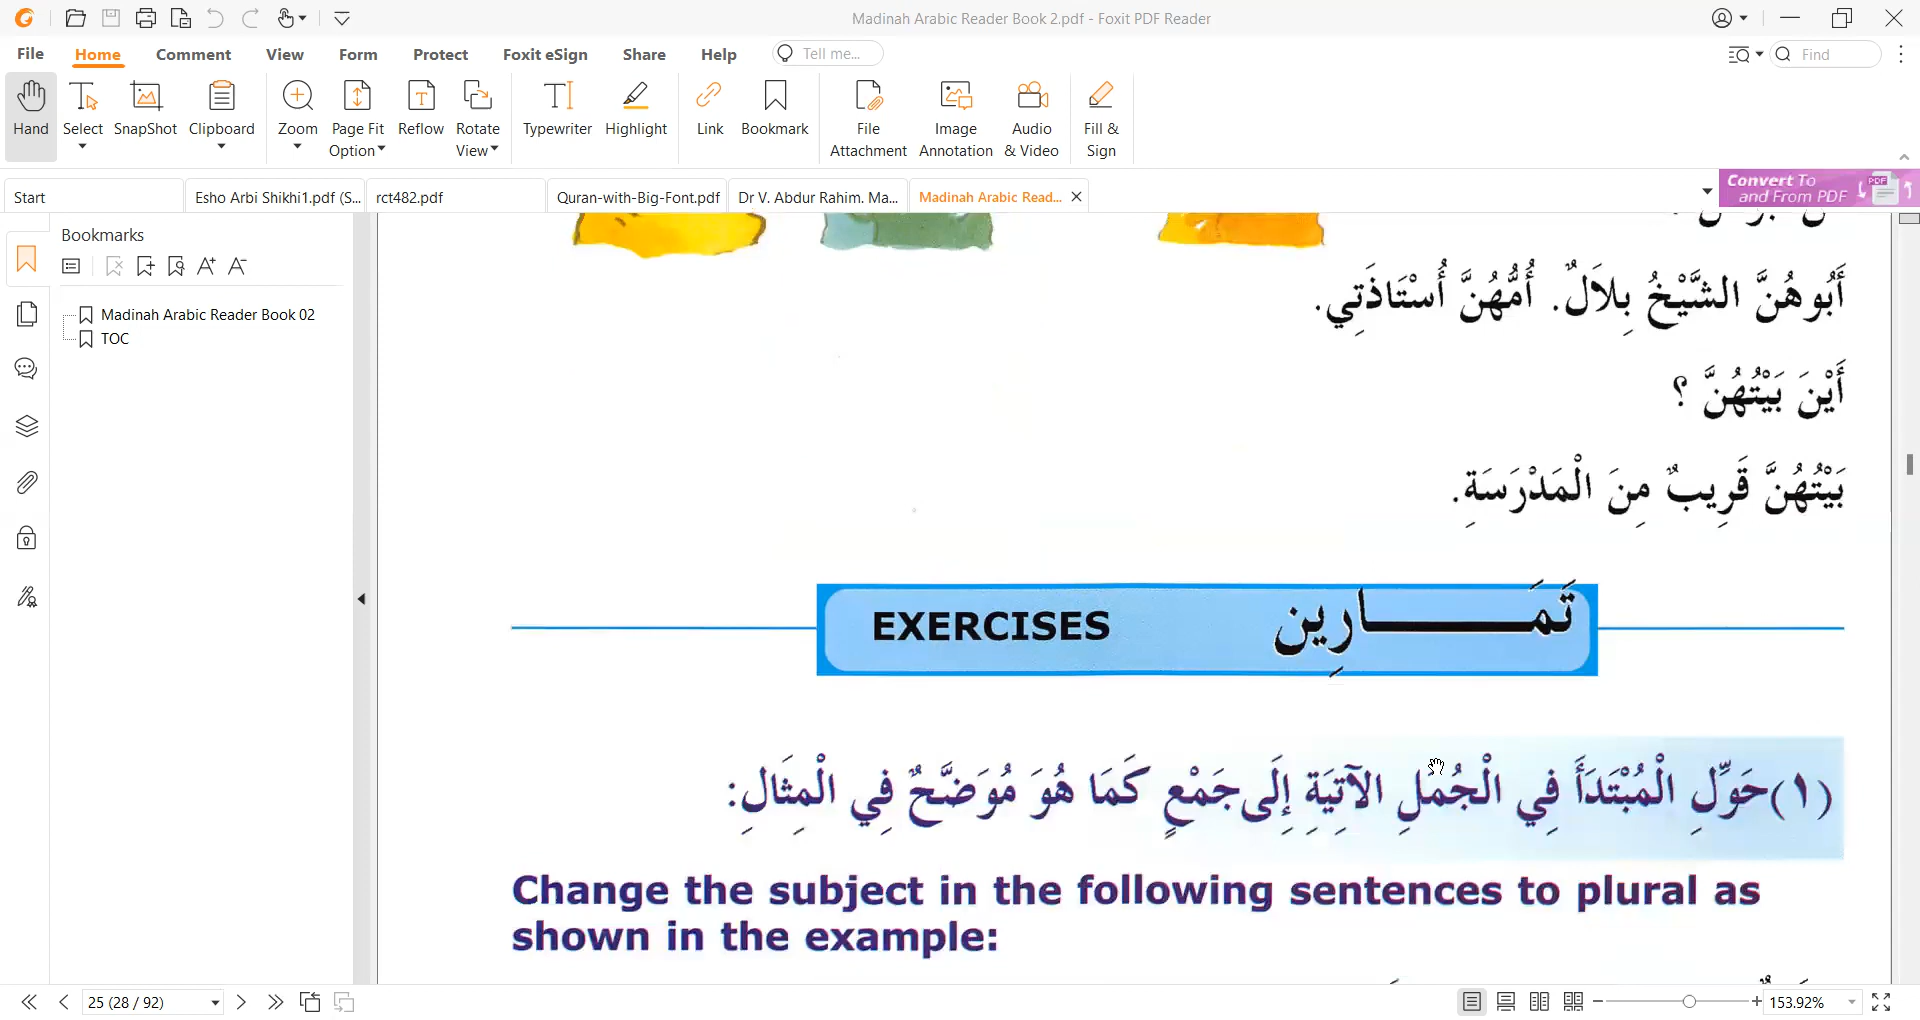 Madinah Arabic Reader Book 2.pdf - Foxit PDF Reader
File Home Comment View Form Protect Foxit eSign Share Help Tell me... Find
Hand Select SnapShot Clipboard Zoom Page Fit Option Reflow Rotate View Typewriter Highlight Link Bookmark File Attachment Image Annotation Audio & Video Fill & Sign
Start Esho Arbi Shikhi1.pdf (S... rct482.pdf Quran-with-Big-Font.pdf Dr V. Abdur Rahim. Ma... Madinah Arabic Read...
Convert To
and From PDF
PDF
Bookmarks
Madinah Arabic Reader Book 02
TOC
أَبُوهُنَّ الشَّيْخُ بِلاَلٌ. أُمُّهُنَّ أُسْتَاذَتِي.
أَيْنَ بَيْتُهُنَّ ؟
بَيْتُهُنَّ قَرِيبٌ مِنَ الْمَدْرَسَةِ.
EXERCISES تَمَـــارِين
(١) حَوِّلِ الْمُبْتَدَأَ فِي الْجُمَلِ الآتِيَةِ إِلَى جَمْعٍ كَمَا هُوَ مُوَضَّحٌ فِي الْمِثَالِ:
Change the subject in the following sentences to plural as
shown in the example:
25 (28 / 92) 153.92%